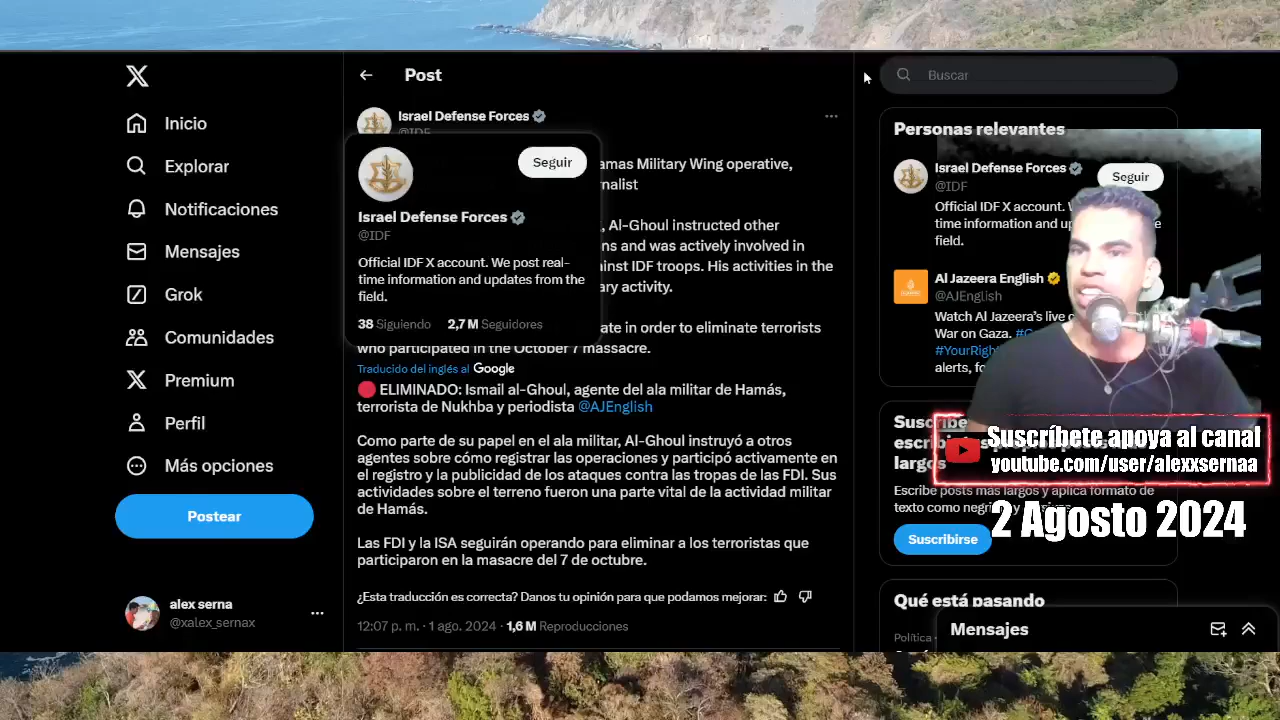 Inicio
Explorar
Notificaciones
Mensajes
Grok
Comunidades
Premium
Perfil
Más opciones
Postear
alex serna
@xalex_sernax
Post
Israel Defense Forces
@IDF
Seguir
Israel Defense Forces
@IDF
Official IDF X account. We post real-
time information and updates from the
field.
38 Siguiendo 2,7 M Seguidores
amas Military Wing operative,
nalist
, Al-Ghoul instructed other
ns and was actively involved in
inst IDF troops. His activities in the
ary activity.
ate in order to eliminate terrorists
who participated in the October 7 massacre.
Traducido del inglés al Google
ELIMINADO: Ismail al-Ghoul, agente del ala militar de Hamás,
terrorista de Nukhba y periodista @AJEnglish
Como parte de su papel en el ala militar, Al-Ghoul instruyó a otros
agentes sobre cómo registrar las operaciones y participó activamente en
el registro y la publicidad de los ataques contra las tropas de las FDI. Sus
actividades sobre el terreno fueron una parte vital de la actividad militar
de Hamás.
Las FDI y la ISA seguirán operando para eliminar a los terroristas que
participaron en la masacre del 7 de octubre.
¿Esta traducción es correcta? Danos tu opinión para que podamos mejorar:
12:07 p. m. · 1 ago. 2024 · 1,6 M Reproducciones
Buscar
Personas relevantes
Israel Defense Forces
@IDF
Seguir
Official IDF X account.
time information and updates
field.
Al Jazeera English
@AJEnglish
Watch Al Jazeera's live
War on Gaza.
#YourRigh
alerts, fo
Suscríbete apoya al canal
youtube.com/user/alexxsernaa
largos
Escribe posts más largos y aplica formato de
texto como negri
2 Agosto 2024
Suscribirse
Qué está pasando
Política
Mensajes